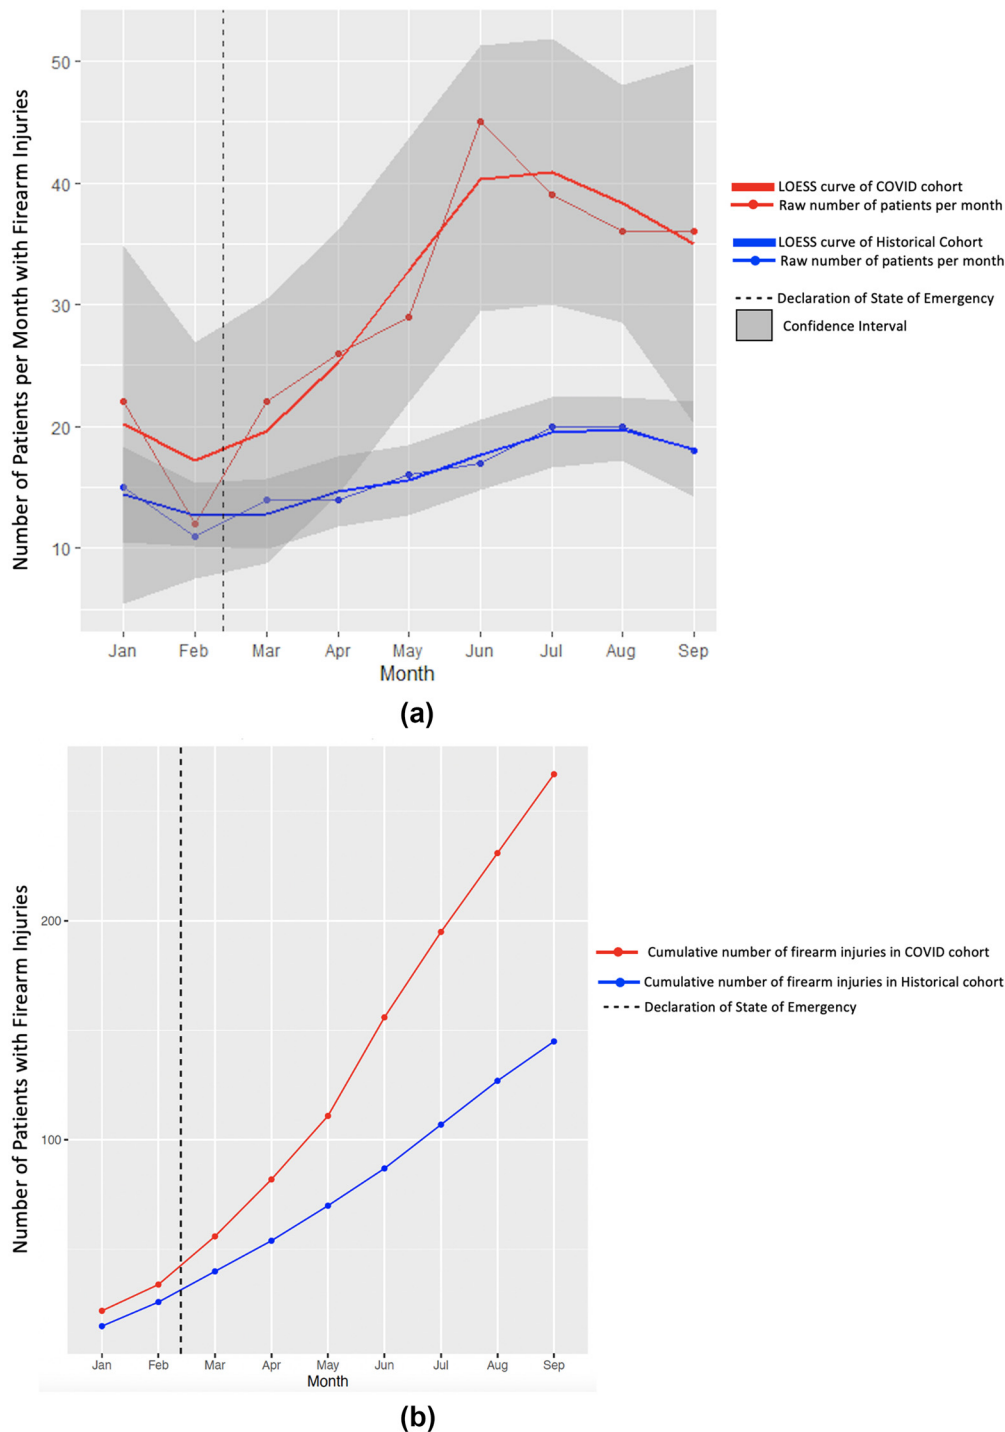 Number of Patients per Month with Firearm Injuries
50
40
30
20
10
Jan Feb Mar Apr May Jun Jul Aug Sep
Month
LOESS curve of COVID cohort
Raw number of patients per month
LOESS curve of Historical Cohort
Raw number of patients per month
Declaration of State of Emergency
Confidence Interval
(a)
Number of Patients with Firearm Injuries
200
100
Jan Feb Mar Apr May Jun Jul Aug Sep
Month
Cumulative number of firearm injuries in COVID cohort
Cumulative number of firearm injuries in Historical cohort
Declaration of State of Emergency
(b)